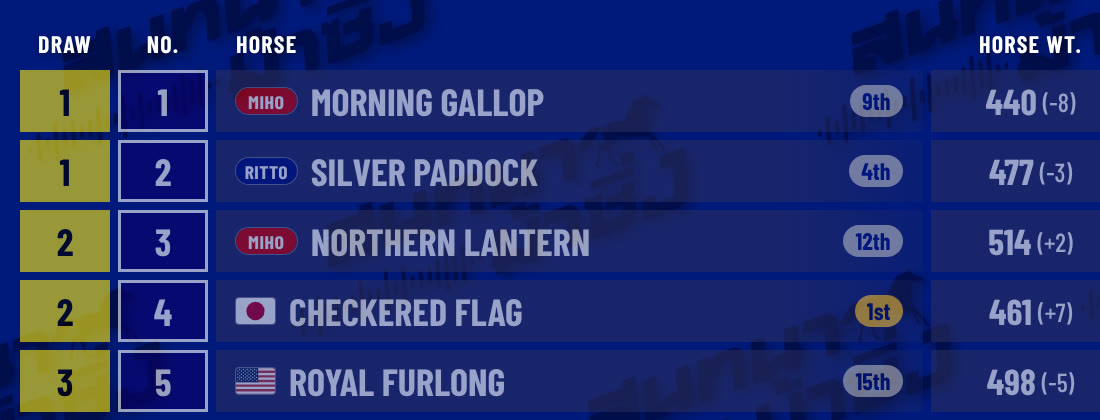 DRAW NO. HORSE HORSE WT.
1 1 MIHO MORNING GALLOP 9th 440 (-8)
1 2 RITTO SILVER PADDOCK 4th 477 (-3)
2 3 MIHO NORTHERN LANTERN 12th 514 (+2)
2 4 CHECKERED FLAG 1st 461 (+7)
3 5 ROYAL FURLONG 15th 498 (-5)